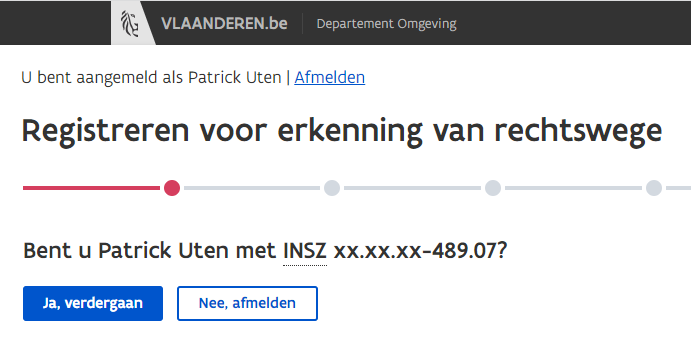 VLAANDEREN.be Departement Omgeving
U bent aangemeld als Patrick Uten | Afmelden
Registreren voor erkenning van rechtswege
Bent u Patrick Uten met INSZ xx.xx.xx-489.07?
Ja, verdergaan Nee, afmelden